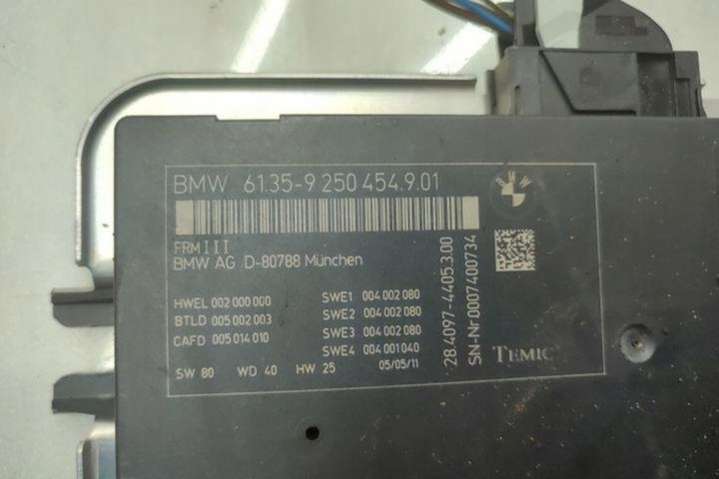 BMW 61.35-9 250 454.9.01
BMW
FRM III
BMW AG D-80788 München
HWEL 002 000 000
BTLD 005 002 003
CAFD 005 014 010
SWE1 004 002 080
SWE2 004 002 080
SWE3 004 002 080
SWE4 004 001 040
SW 80 WD 40 HW 25 05/05/11
28.4097-4405.3.00
SN-Nr 0007400734
TEMIC